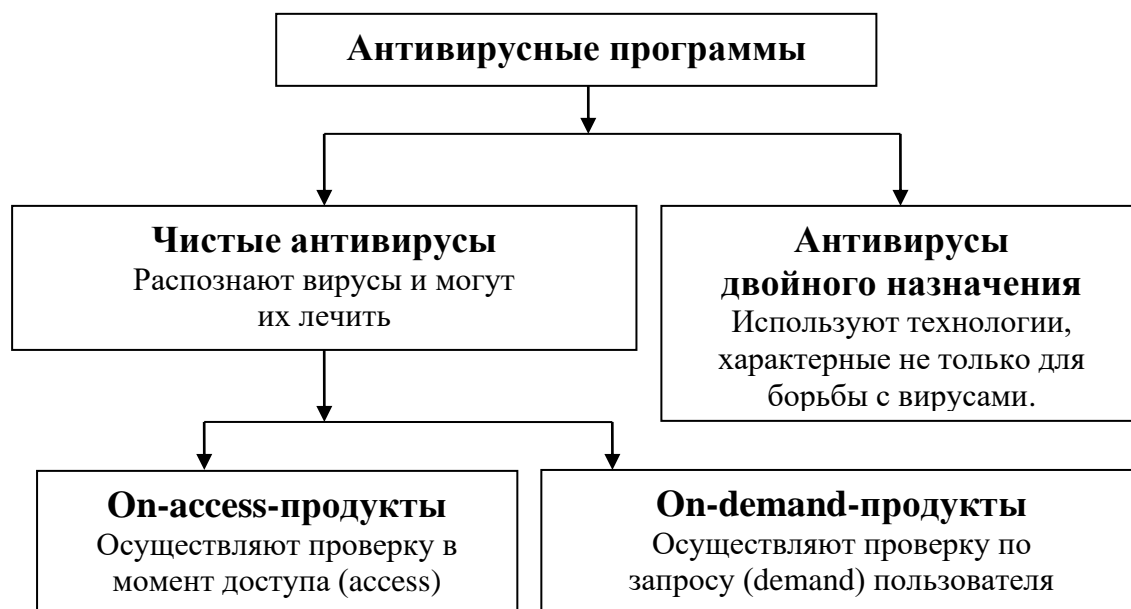 Антивирусные программы
Чистые антивирусы
Распознают вирусы и могут
их лечить
Антивирусы
двойного назначения
Используют технологии,
характерные не только для
борьбы с вирусами.
On-access-продукты
Осуществляют проверку в
момент доступа (access)
On-demand-продукты
Осуществляют проверку по
запросу (demand) пользователя